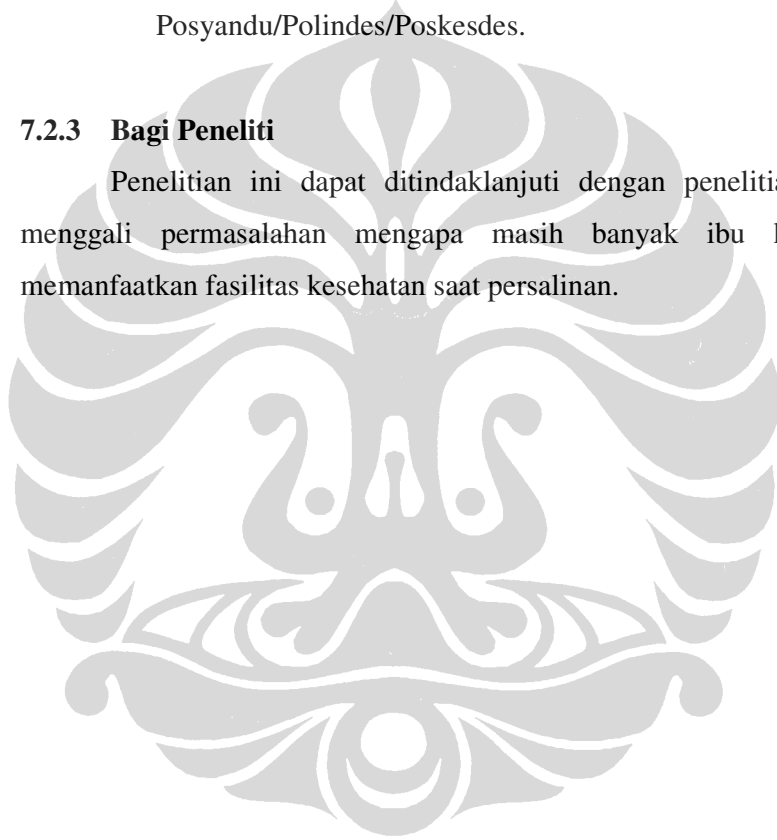 Posyandu/Polindes/Poskesdes.
7.2.3 Bagi Peneliti
Penelitian ini dapat ditindaklanjuti dengan
menggali permasalahan mengapa masih banyak ibu
memanfaatkan fasilitas kesehatan saat persalinan.